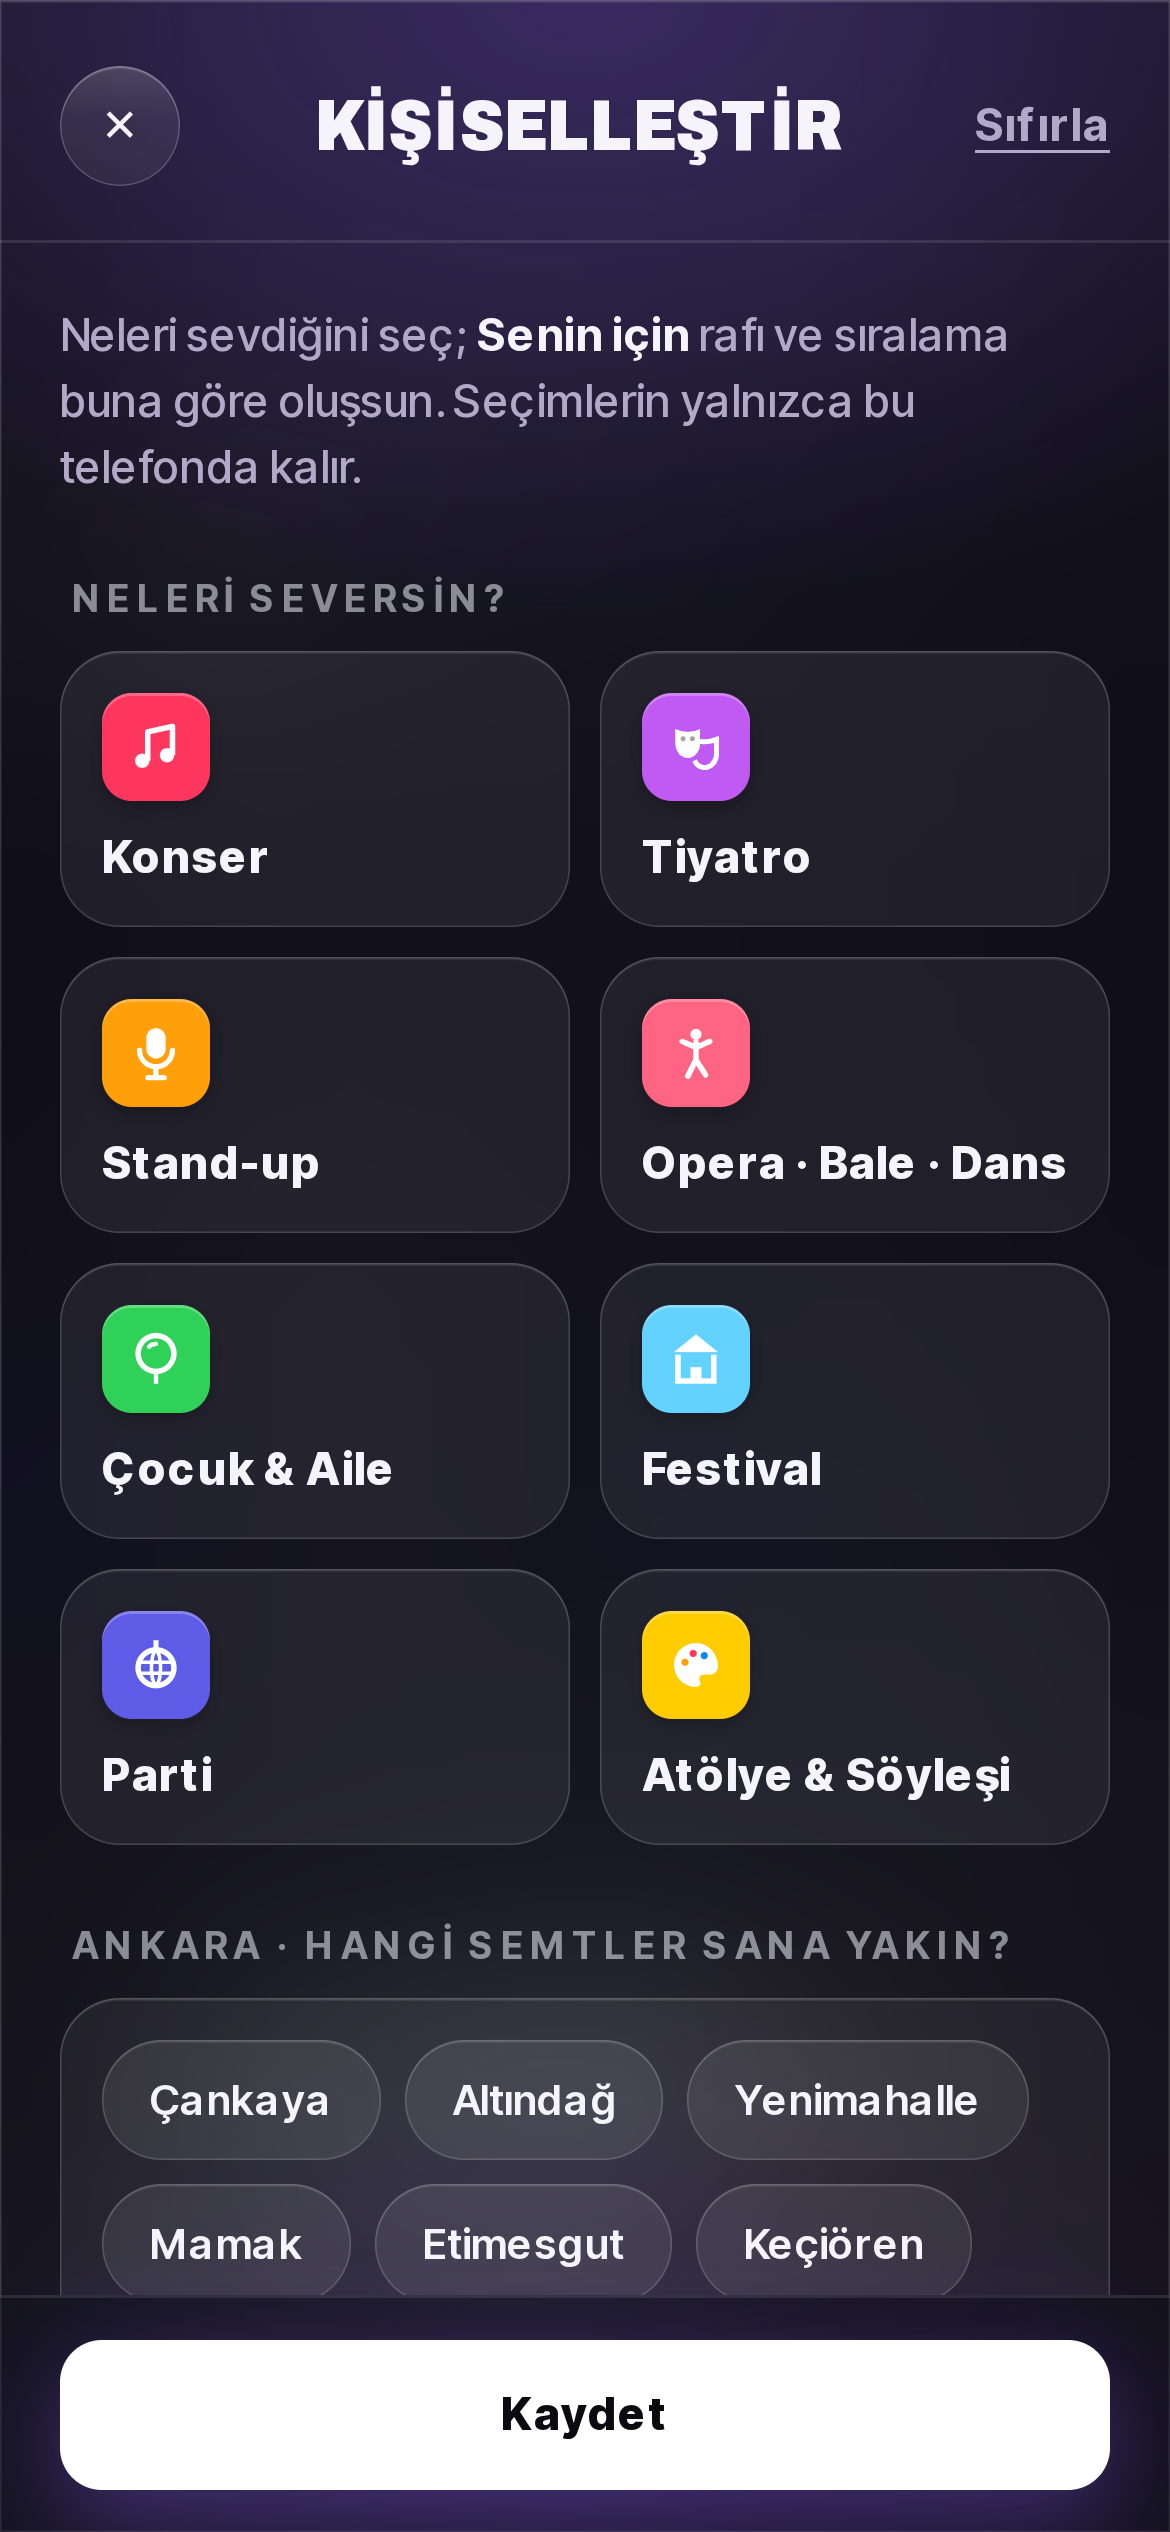 KİŞİSELLEŞTİR
Sıfırla
Neleri sevdiğini seç; Senin için rafı ve sıralama
buna göre oluşsun. Seçimlerin yalnızca bu
telefonda kalır.
NELERİ SEVERSİN?
Konser
Tiyatro
Stand-up
Opera · Bale · Dans
Çocuk & Aile
Festival
Parti
Atölye & Söyleşi
ANKARA · HANGİ SEMTLER SANA YAKIN?
Çankaya
Altındağ
Yenimahalle
Mamak
Etimesgut
Keçiören
Kaydet